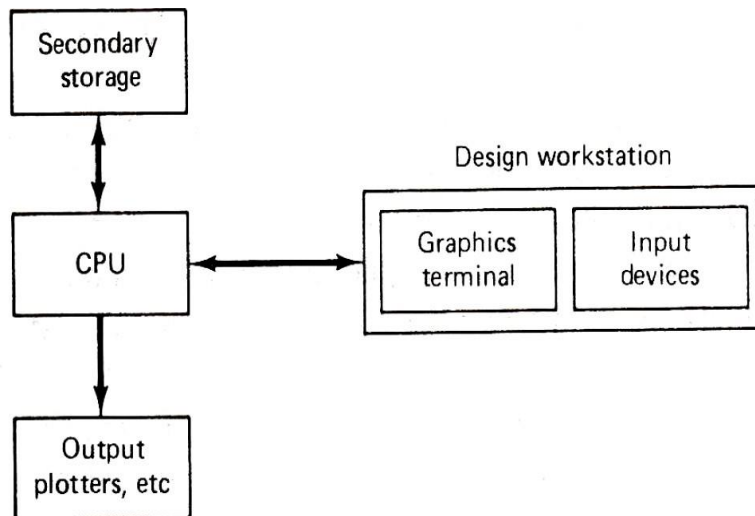 Secondary
storage
Design workstation
CPU
Graphics
terminal
Input
devices
Output
plotters, etc